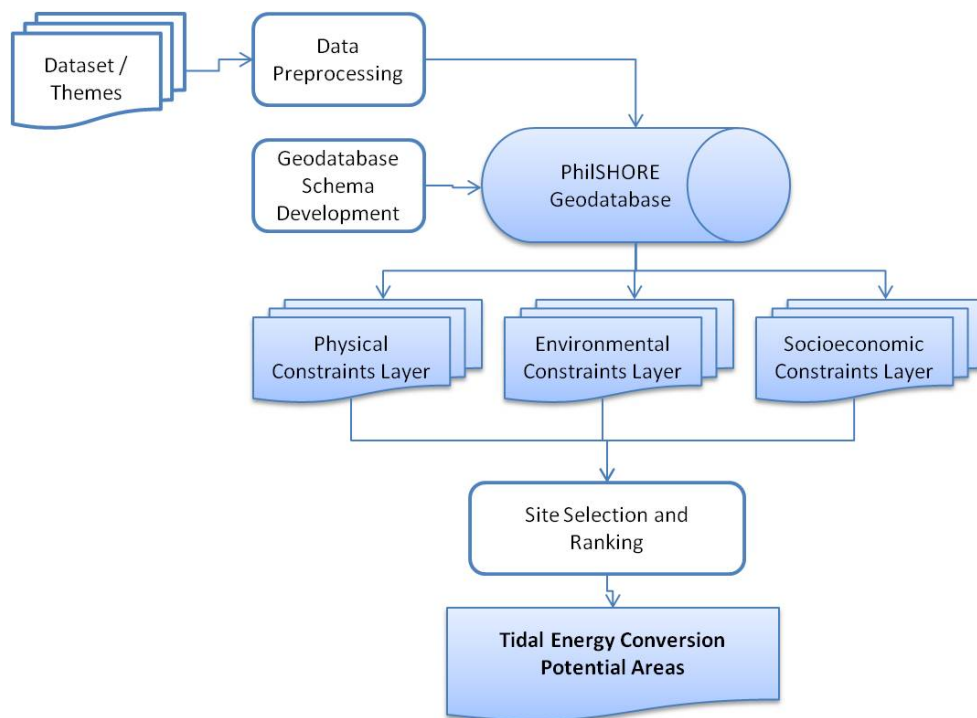 Dataset /
Themes
Data
Preprocessing
Geodatabase
Schema
Development
PhilSHORE
Geodatabase
Physical
Constraints Layer
Environmental
Constraints Layer
Socioeconomic
Constraints Layer
Site Selection and
Ranking
Tidal Energy Conversion
Potential Areas